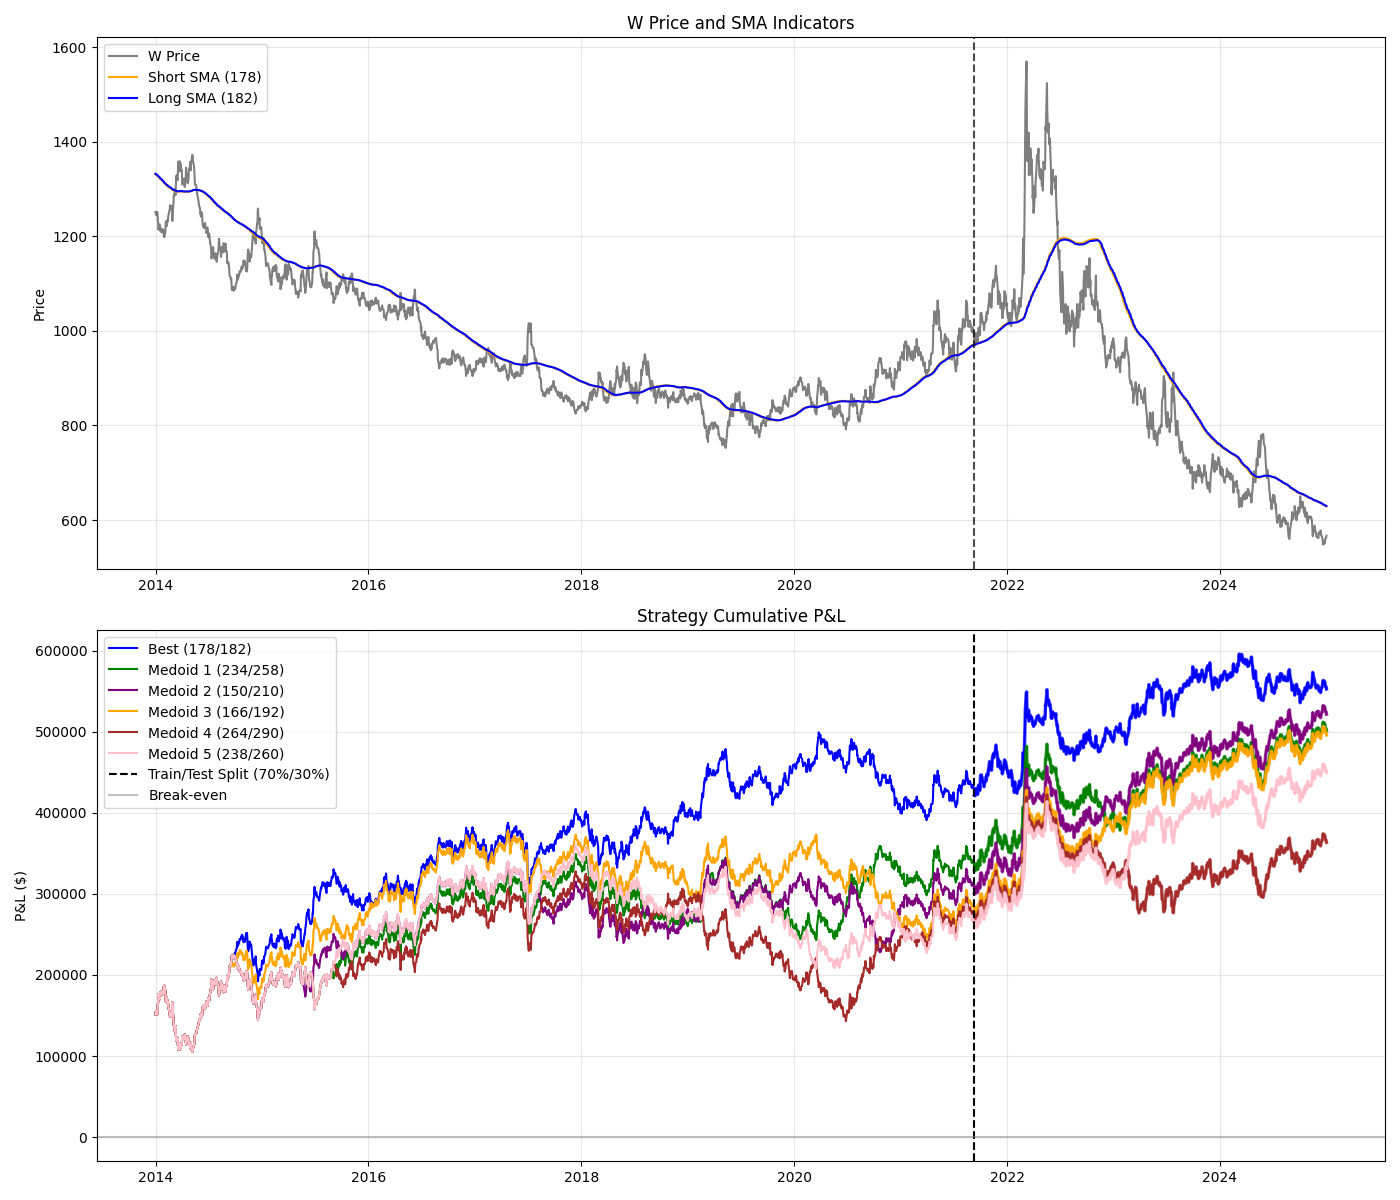 W Price and SMA Indicators
W Price
Short SMA (178)
Long SMA (182)
Price
1600
1400
1200
1000
800
600
2014
2016
2018
2020
2022
2024
Strategy Cumulative P&L
Best (178/182)
Medoid 1 (234/258)
Medoid 2 (150/210)
Medoid 3 (166/192)
Medoid 4 (264/290)
Medoid 5 (238/260)
Train/Test Split (70%/30%)
Break-even
P&L ($)
600000
500000
400000
300000
200000
100000
0
2014
2016
2018
2020
2022
2024